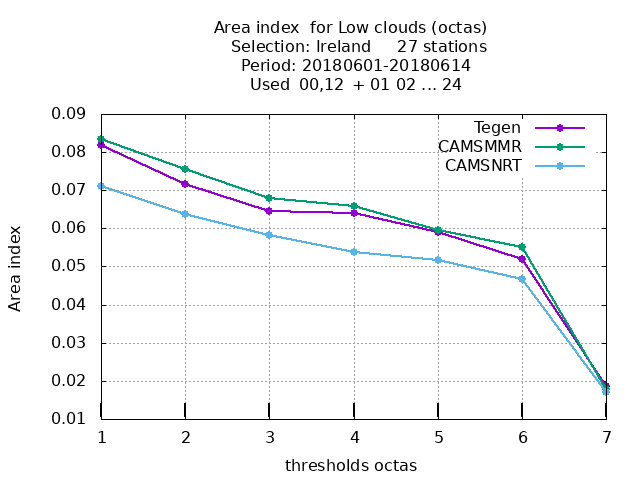 Area index  for Low clouds (octas)
Selection: Ireland     27 stations
Period: 20180601-20180614
Used  00,12  + 01 02 ... 24
Tegen
CAMSMMR
CAMSNRT
0.09
0.08
0.07
0.06
0.05
0.04
0.03
0.02
0.01
Area index
1 2 3 4 5 6 7
thresholds octas